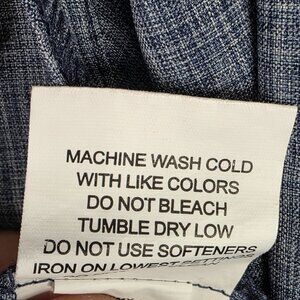 MACHINE WASH COLD
WITH LIKE COLORS
DO NOT BLEACH
TUMBLE DRY LOW
DO NOT USE SOFTENERS
IRON ON LOWEST SETTINGS